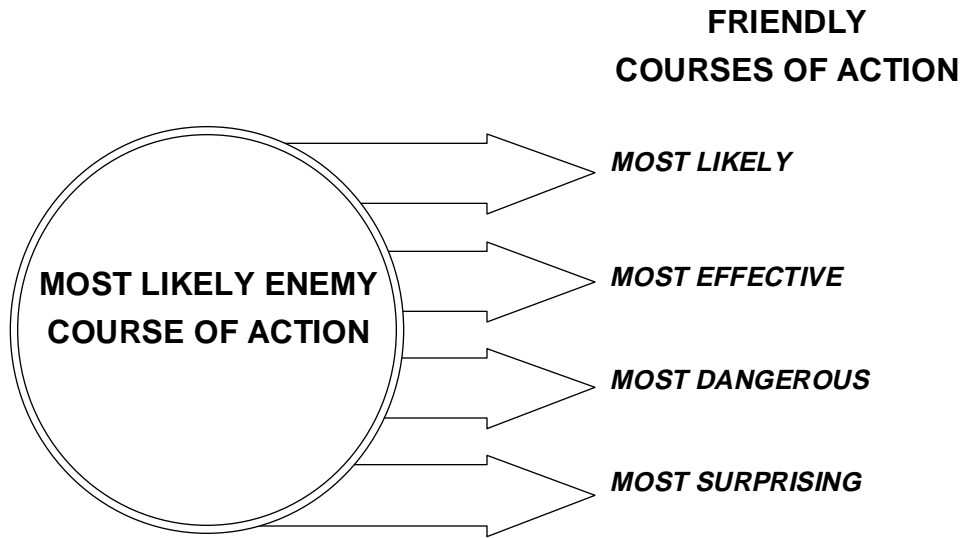 FRIENDLY
COURSES OF ACTION
MOST LIKELY
MOST LIKELY ENEMY
COURSE OF ACTION
MOST EFFECTIVE
MOST DANGEROUS
MOST SURPRISING